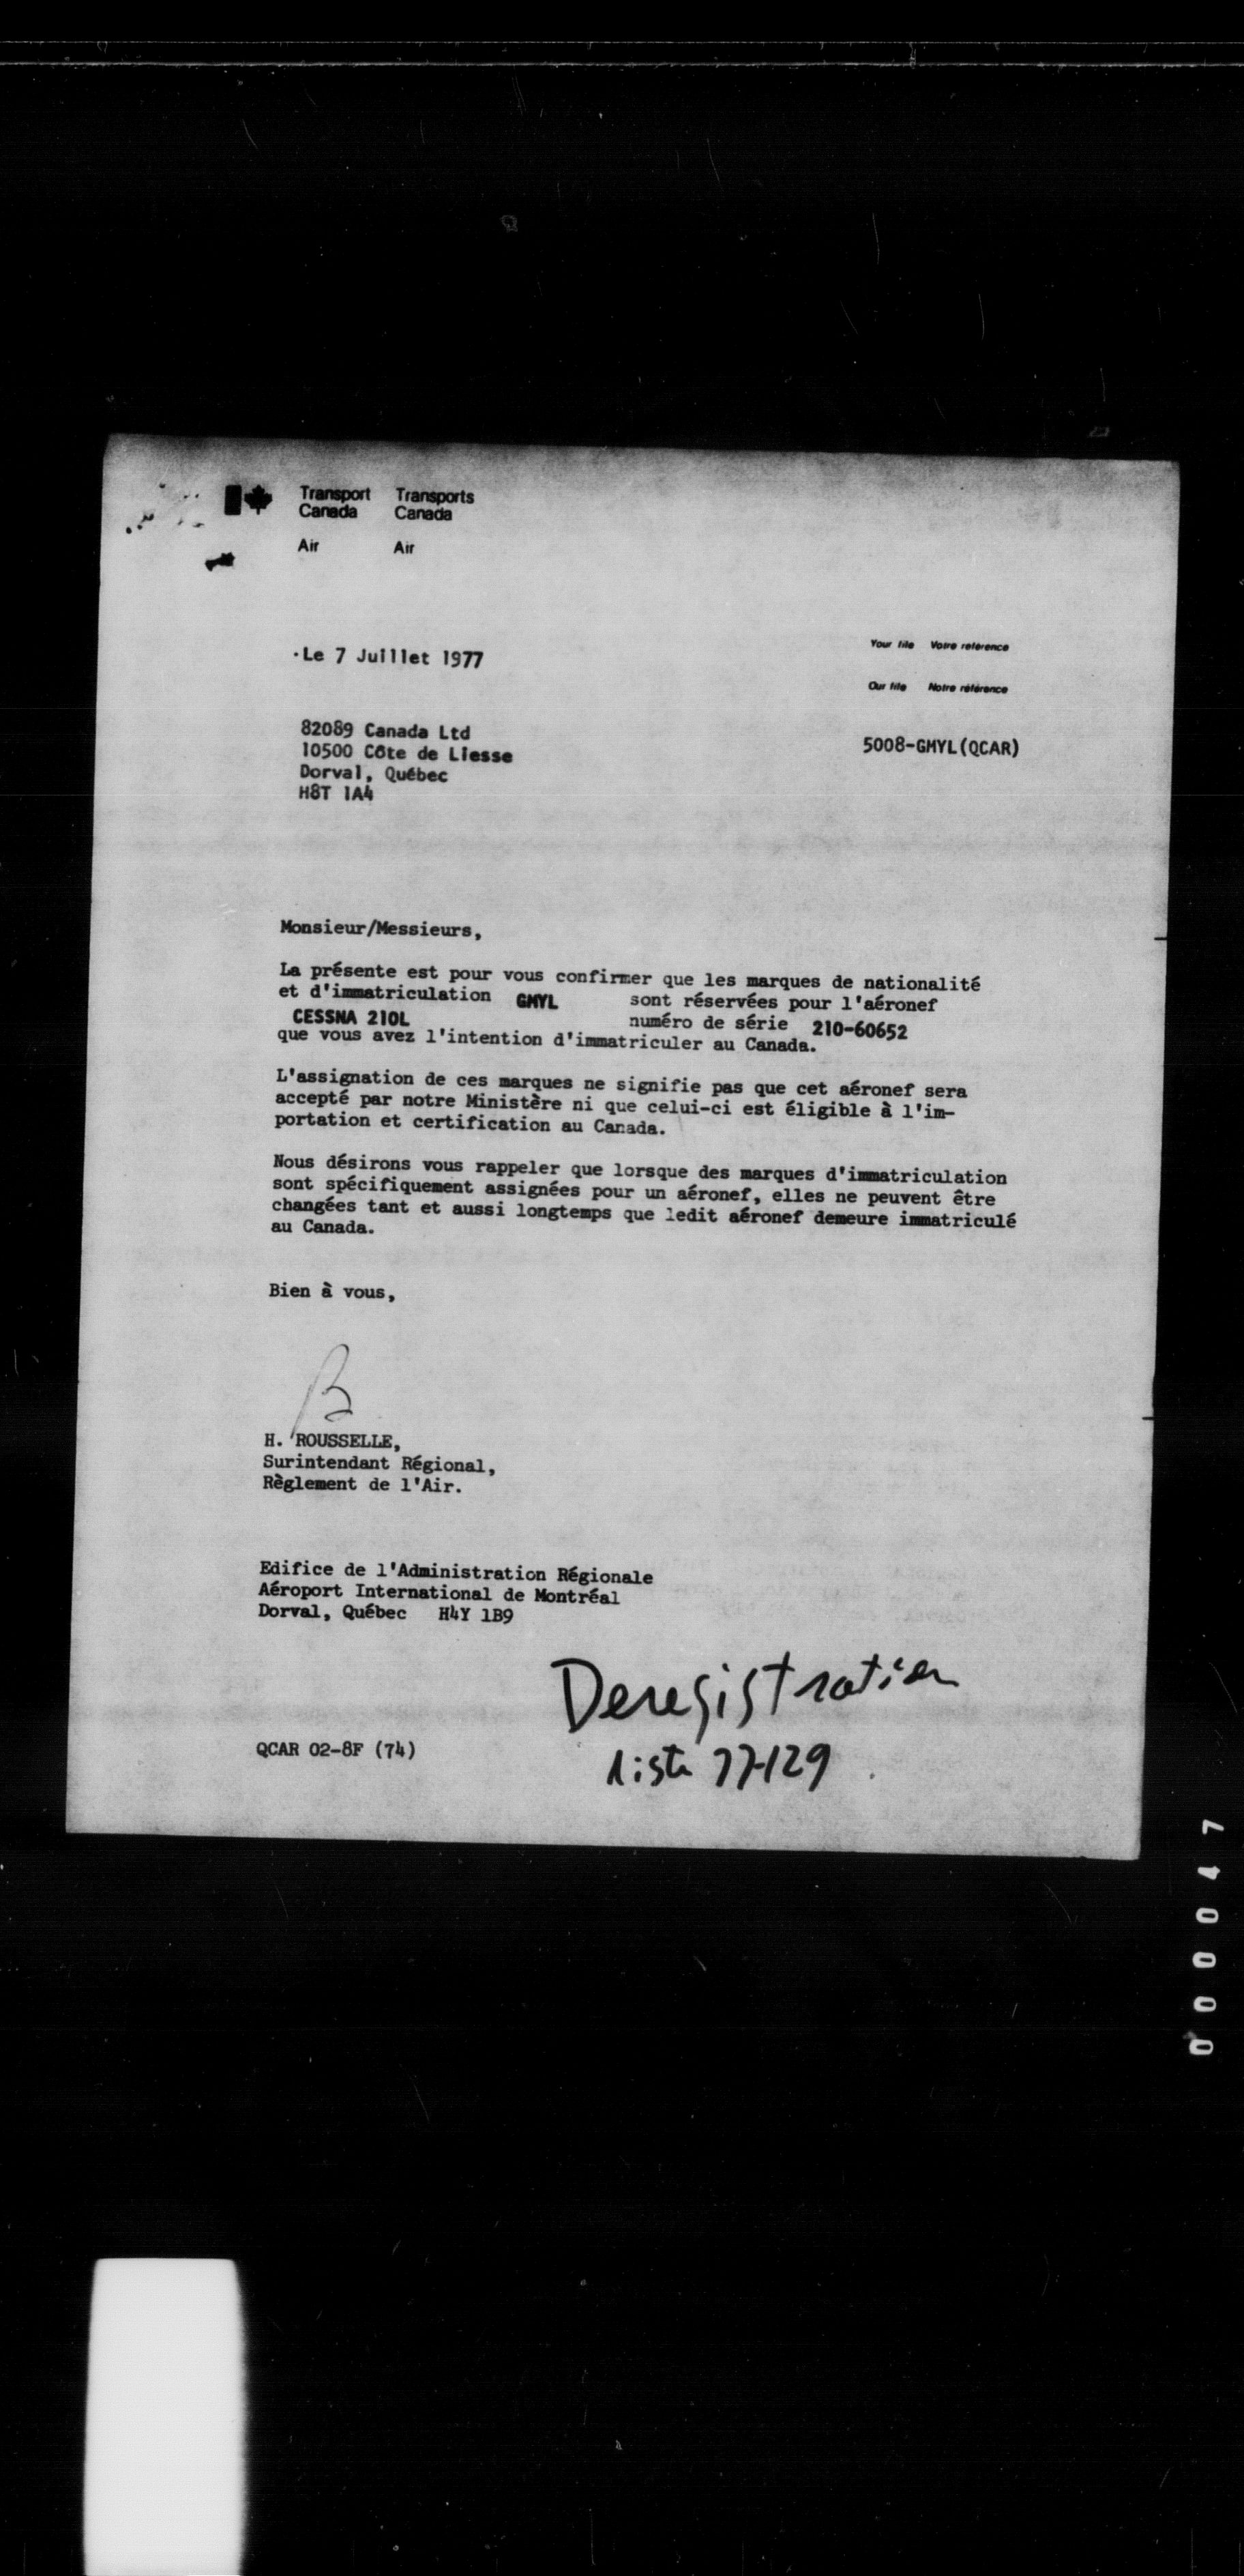 Transport Canada
Transports Canada
Air
Air
Le 7 Juillet 1977
Your file Votre référence
Our file Notre référence
82089 Canada Ltd
10500 Côte de Liesse
Dorval, Québec
H8T 1A4
5008-GMYL(QCAR)
Monsieur/Messieurs,
La présente est pour vous confirmer que les marques de nationalité
et d'immatriculation GMYL sont réservées pour l'aéronef
CESSNA 210L numéro de série 210-60652
que vous avez l'intention d'immatriculer au Canada.
L'assignation de ces marques ne signifie pas que cet aéronef sera
accepté par notre Ministère ni que celui-ci est éligible à l'im-
portation et certification au Canada.
Nous désirons vous rappeler que lorsque des marques d'immatriculation
sont spécifiquement assignées pour un aéronef, elles ne peuvent être
changées tant et aussi longtemps que ledit aéronef demeure immatriculé
au Canada.
Bien à vous,
H. ROUSSELLE,
Surintendant Régional,
Règlement de l'Air.
Edifice de l'Administration Régionale
Aéroport International de Montréal
Dorval, Québec H4Y 1B9
Deregistration
liste 77-129
QCAR 02-8F (74)
000047